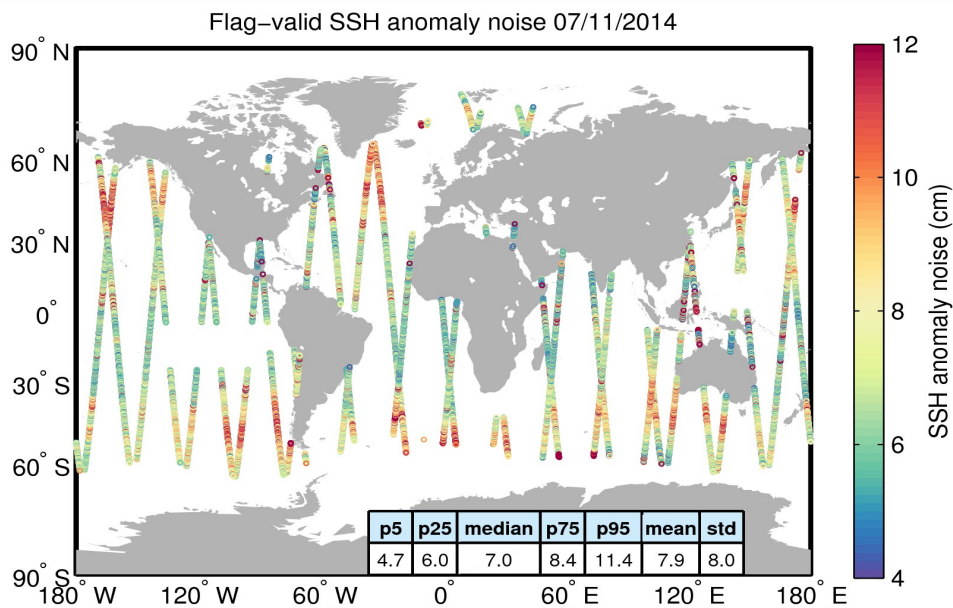 Flag−valid SSH anomaly noise 07/11/2014
90° N
60° N
30° N
0°
30° S
60° S
90° S
180° W 120° W 60° W 0° 60° E 120° E 180° E
p5 p25 median p75 p95 mean std
4.7 6.0 7.0 8.4 11.4 7.9 8.0
12
10
8
6
4
SSH anomaly noise (cm)